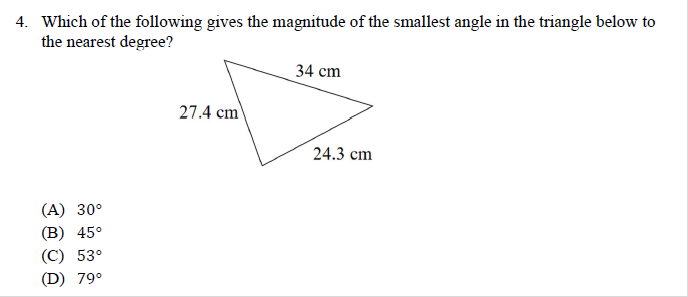 4. Which of the following gives the magnitude of the smallest angle in the triangle below to
the nearest degree?
34 cm
27.4 cm
24.3 cm
(A) 30°
(B) 45°
(C) 53°
(D) 79°